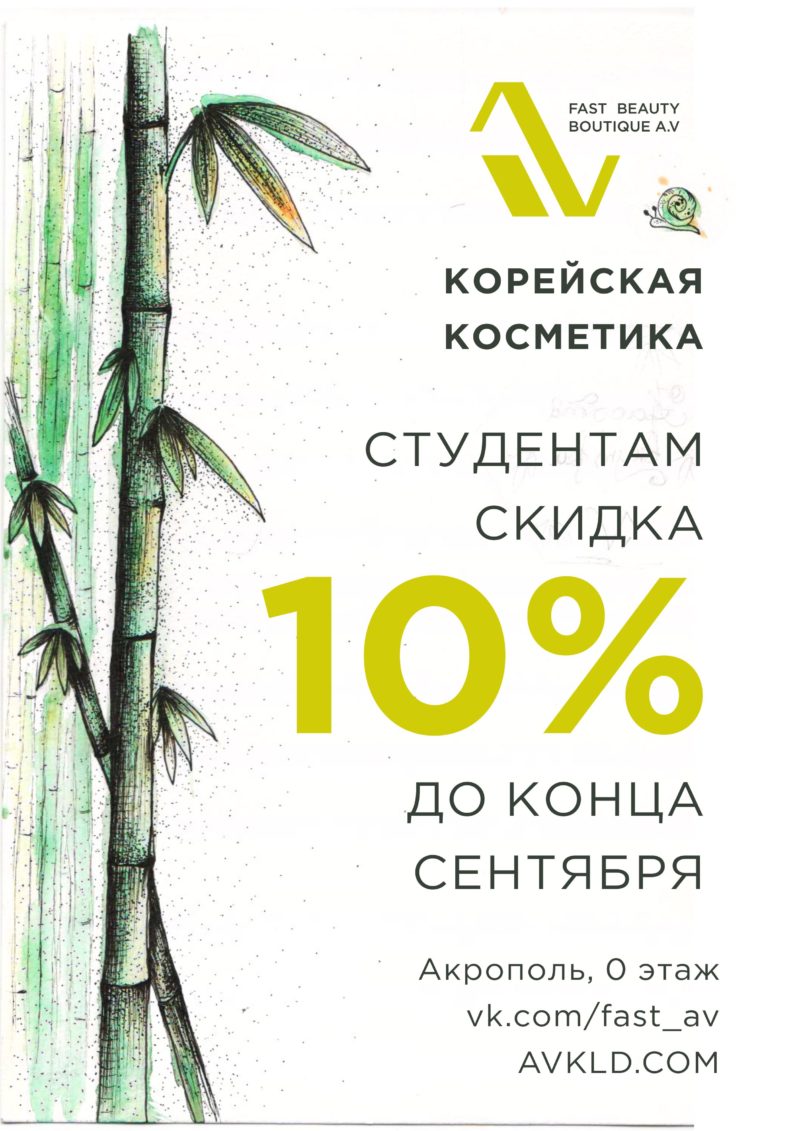 FAST BEAUTY
BOUTIQUE A.V
КОРЕЙСКАЯ
КОСМЕТИКА
СТУДЕНТАМ
СКИДКА
10%
ДО КОНЦА
СЕНТЯБРЯ
Акрополь, 0 этаж
vk.com/fast_av
AVKLD.COM